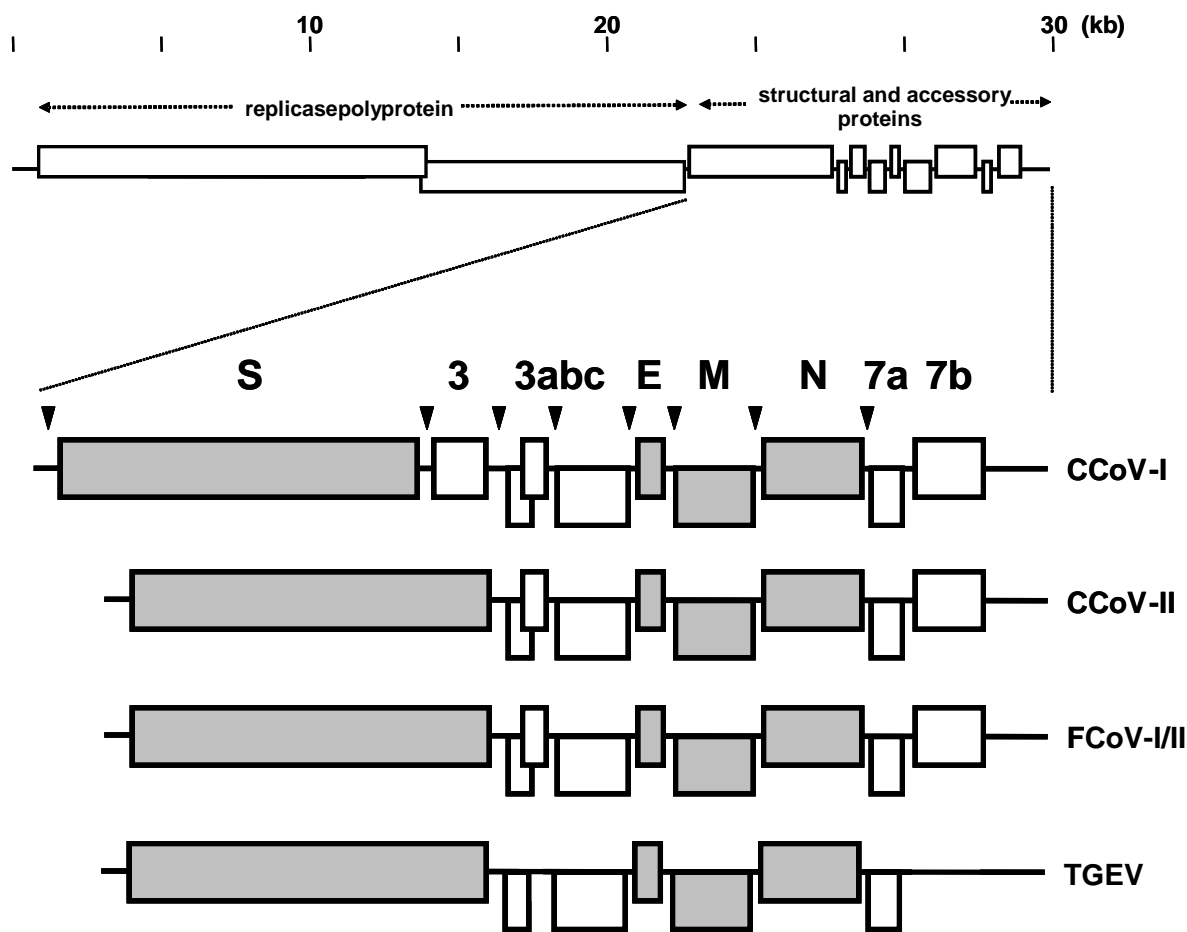 10 20 30 (kb)
replicasepolyprotein
structural and accessory
proteins
S 3 3abc E M N 7a 7b
CCoV-I
CCoV-II
FCoV-I/II
TGEV